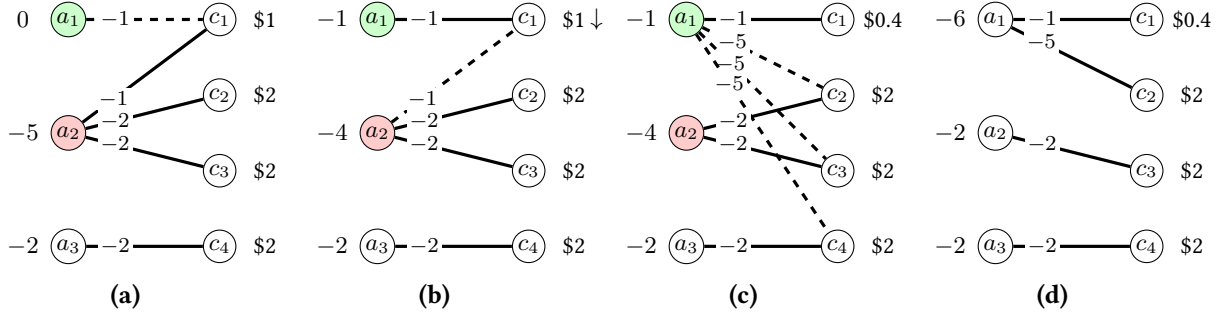 0 a₁ −1 c₁ $1
−1 c₂ $2
−5 a₂ −2
−2 c₃ $2
−2 a₃ −2 c₄ $2
(a)
−1 a₁ −1 c₁ $1 ↓
−1 c₂ $2
−4 a₂ −2
−2 c₃ $2
−2 a₃ −2 c₄ $2
(b)
−1 a₁ −1 c₁ $0.4
−5
−5
−5 c₂ $2
−4 a₂ −2
−2 c₃ $2
−2 a₃ −2 c₄ $2
(c)
−6 a₁ −1 c₁ $0.4
−5
c₂ $2
−2 a₂ −2
c₃ $2
−2 a₃ −2 c₄ $2
(d)